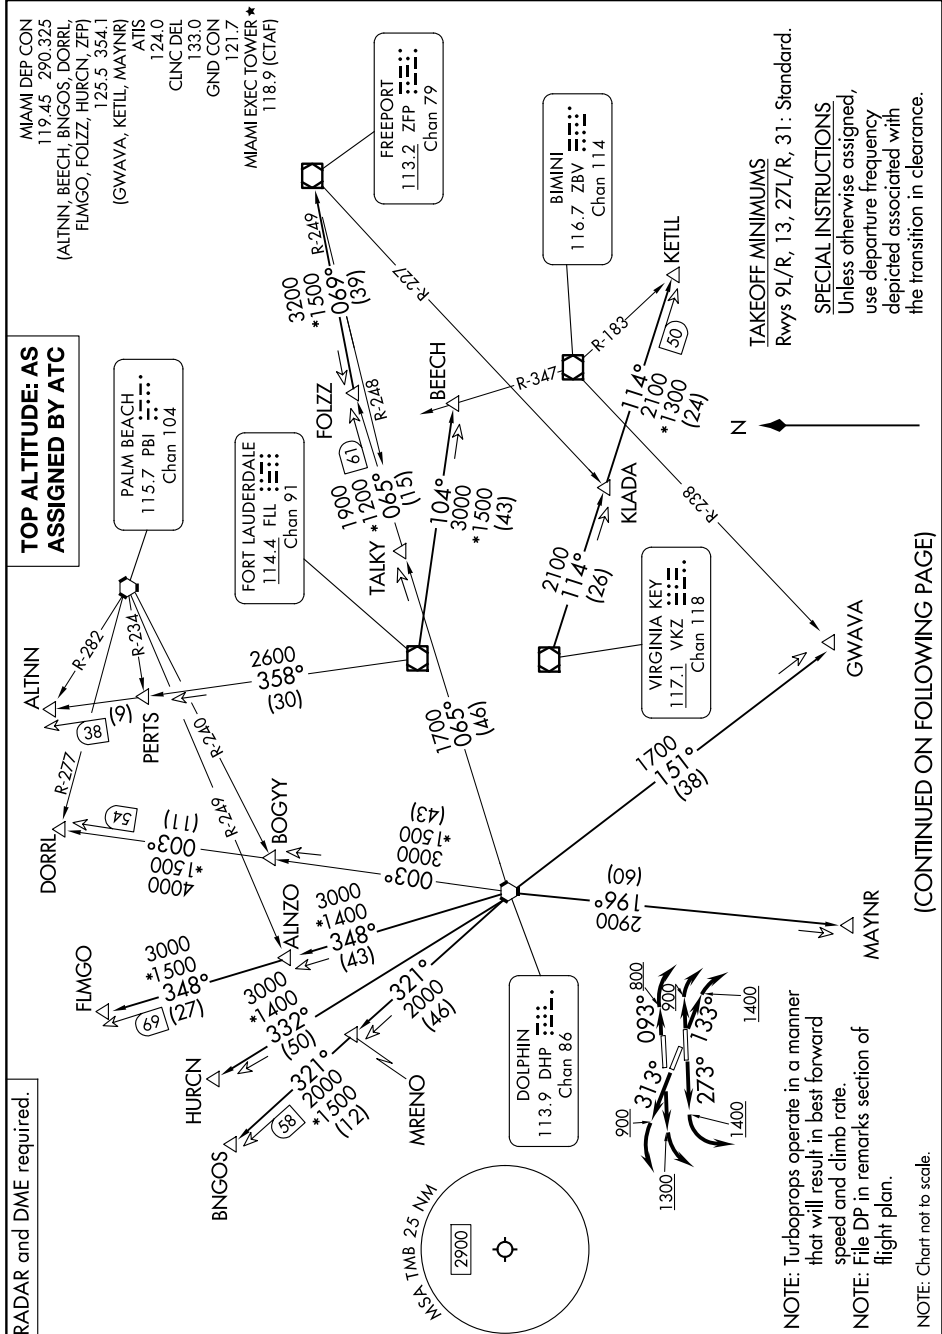 RADAR and DME required.
TOP ALTITUDE: AS
ASSIGNED BY ATC
MIAMI DEP CON
119.45 290.325
(ALTNN, BEECH, BNGOS, DORRL,
FLMGO, FOLZZ, HURCN, ZFP)
125.5 354.1
(GWAVA, KETLL, MAYNR)
ATIS
124.0
CLNC DEL
133.0
GND CON
121.7
MIAMI EXEC TOWER ★
118.9 (CTAF)
PALM BEACH
115.7 PBI
Chan 104
FORT LAUDERDALE
114.4 FLL
Chan 91
FREEPORT
113.2 ZFP
Chan 79
BIMINI
116.7 ZBV
Chan 114
VIRGINIA KEY
117.1 VKZ
Chan 118
DOLPHIN
113.9 DHP
Chan 86
ALTNN
R-282
R-234
38
(9)
PERTS
2600
358°
(30)
R-277
R-240
R-249
DORRL
54
4000
*1500
003°
(11)
BOGYY
3000
*1500
003°
(43)
FLMGO
3000
*1500
348°
(27)
69
ALNZO
3000
*1400
348°
(43)
HURCN
3000
*1400
332°
(50)
BNGOS
321°
2000
*1500
(12)
58
MRENO
321°
2000
(46)
1700
065°
(46)
TALKY
1900
*1200
065°
(15)
61
R-248
FOLZZ
3200
*1500
069°
(39)
R-249
R-227
BEECH
104°
3000
*1500
(43)
R-347
R-183
R-238
KETLL
50
114°
2100
*1300
(24)
KLADA
2100
114°
(26)
GWAVA
1700
151°
(38)
MAYNR
2900
196°
(60)
N
MSA TMB 25 NM
2900
900
313°
1300
093°
800
900
133°
1400
273°
1400
TAKEOFF MINIMUMS
Rwys 9L/R, 13, 27L/R, 31: Standard.
SPECIAL INSTRUCTIONS
Unless otherwise assigned,
use departure frequency
depicted associated with
the transition in clearance.
NOTE: Turboprops operate in a manner
that will result in best forward
speed and climb rate.
NOTE: File DP in remarks section of
flight plan.
NOTE: Chart not to scale.
(CONTINUED ON FOLLOWING PAGE)